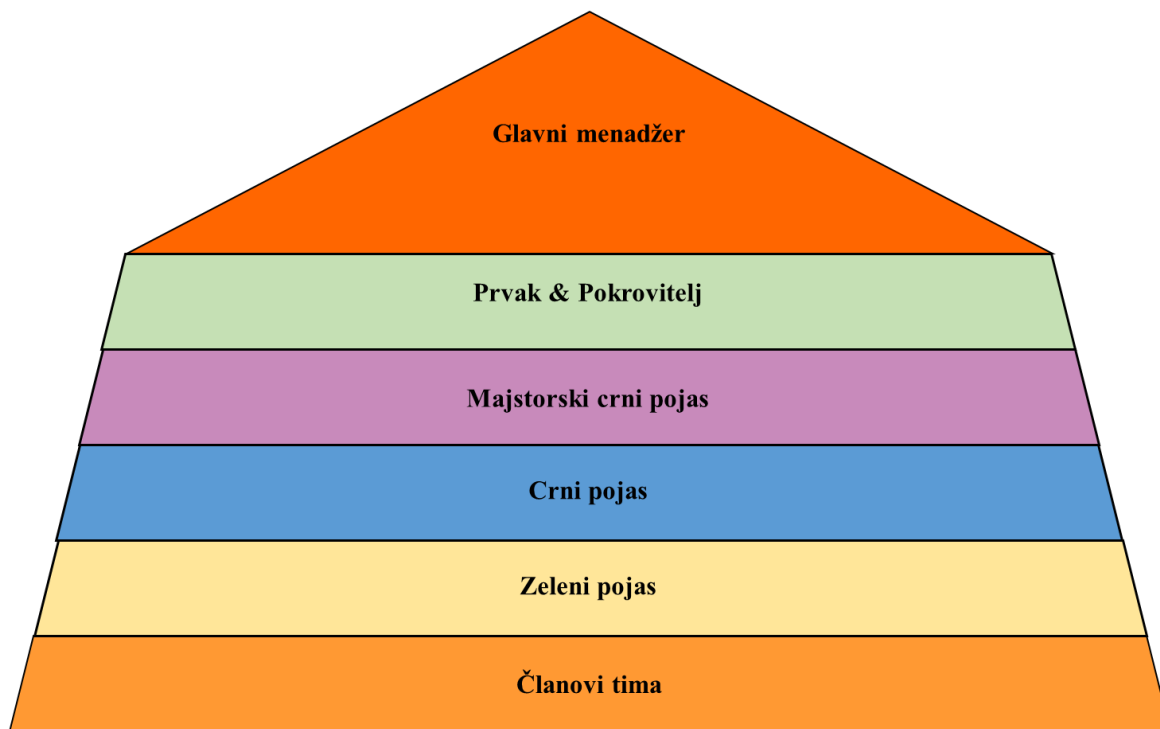 Glavni menadžer
Prvak & Pokrovitelj
Majstorski crni pojas
Crni pojas
Zeleni pojas
Članovi tima